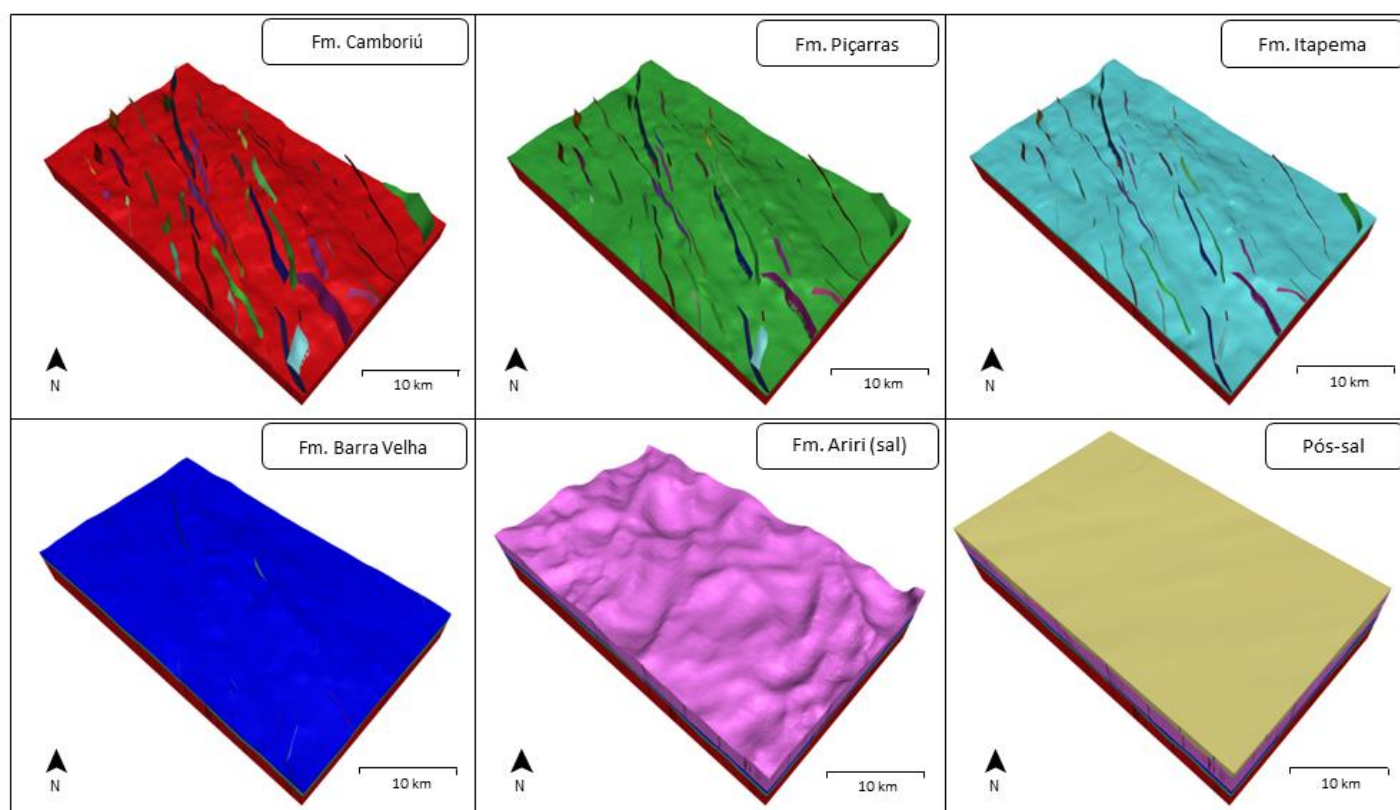 Fm. Camboriú
N
10 km
Fm. Piçarras
N
10 km
Fm. Itapema
N
10 km
Fm. Barra Velha
N
10 km
Fm. Ariri (sal)
N
10 km
Pós-sal
N
10 km